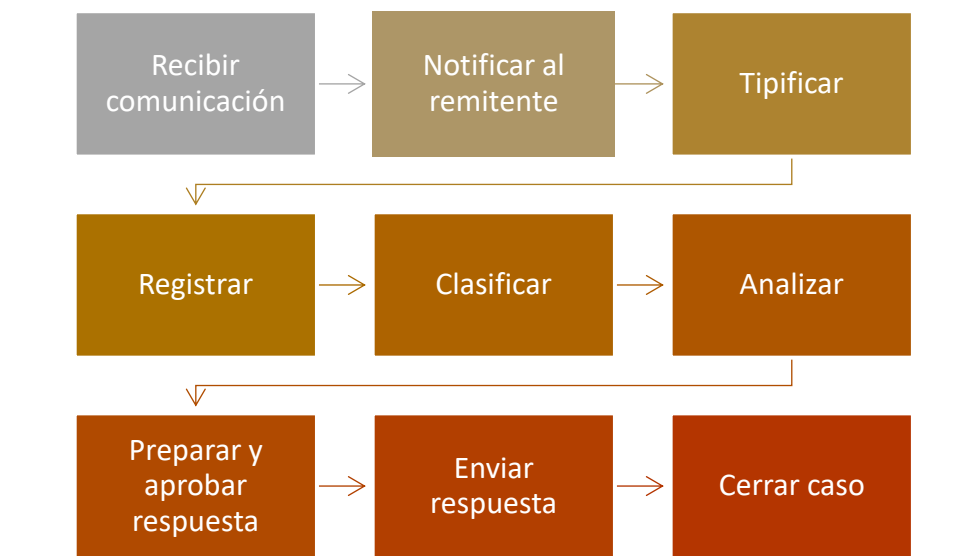 Recibir
comunicación
Notificar al
remitente
Tipificar
Registrar
Clasificar
Analizar
Preparar y
aprobar
respuesta
Enviar
respuesta
Cerrar caso